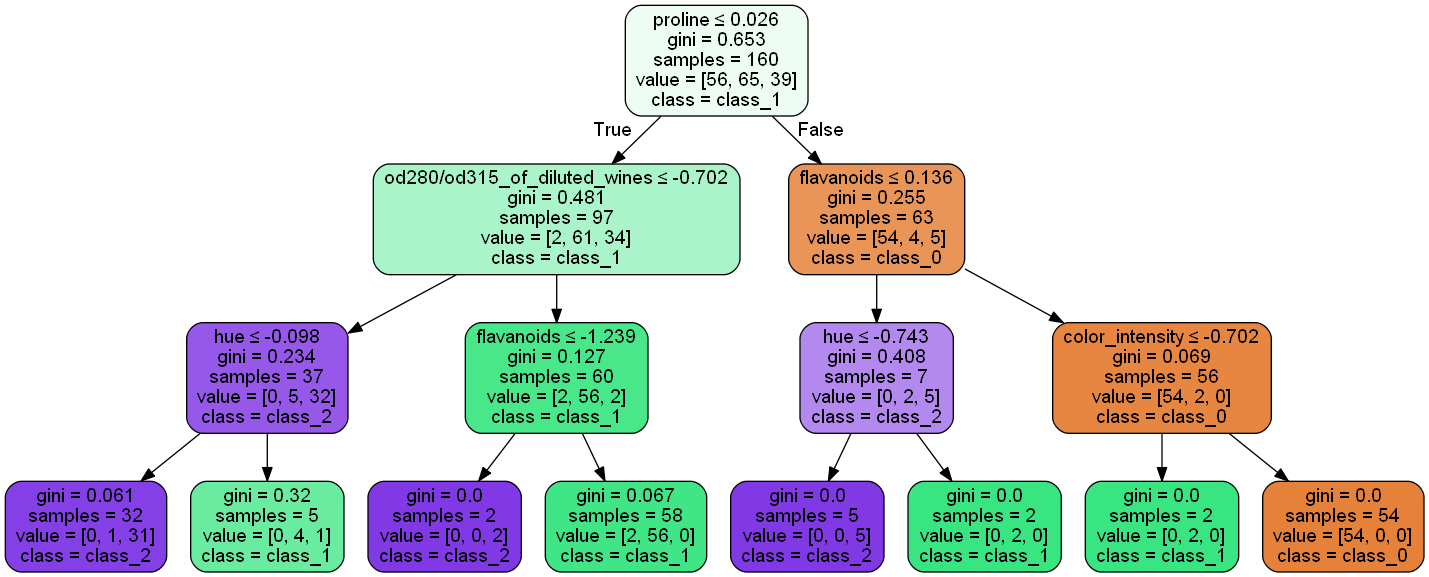 proline ≤ 0.026
gini = 0.653
samples = 160
value = [56, 65, 39]
class = class_1
True
False
od280/od315_of_diluted_wines ≤ -0.702
gini = 0.481
samples = 97
value = [2, 61, 34]
class = class_1
flavanoids ≤ 0.136
gini = 0.255
samples = 63
value = [54, 4, 5]
class = class_0
hue ≤ -0.098
gini = 0.234
samples = 37
value = [0, 5, 32]
class = class_2
flavanoids ≤ -1.239
gini = 0.127
samples = 60
value = [2, 56, 2]
class = class_1
hue ≤ -0.743
gini = 0.408
samples = 7
value = [0, 2, 5]
class = class_2
color_intensity ≤ -0.702
gini = 0.069
samples = 56
value = [54, 2, 0]
class = class_0
gini = 0.061
samples = 32
value = [0, 1, 31]
class = class_2
gini = 0.32
samples = 5
value = [0, 4, 1]
class = class_1
gini = 0.0
samples = 2
value = [0, 0, 2]
class = class_2
gini = 0.067
samples = 58
value = [2, 56, 0]
class = class_1
gini = 0.0
samples = 5
value = [0, 0, 5]
class = class_2
gini = 0.0
samples = 2
value = [0, 2, 0]
class = class_1
gini = 0.0
samples = 2
value = [0, 2, 0]
class = class_1
gini = 0.0
samples = 54
value = [54, 0, 0]
class = class_0